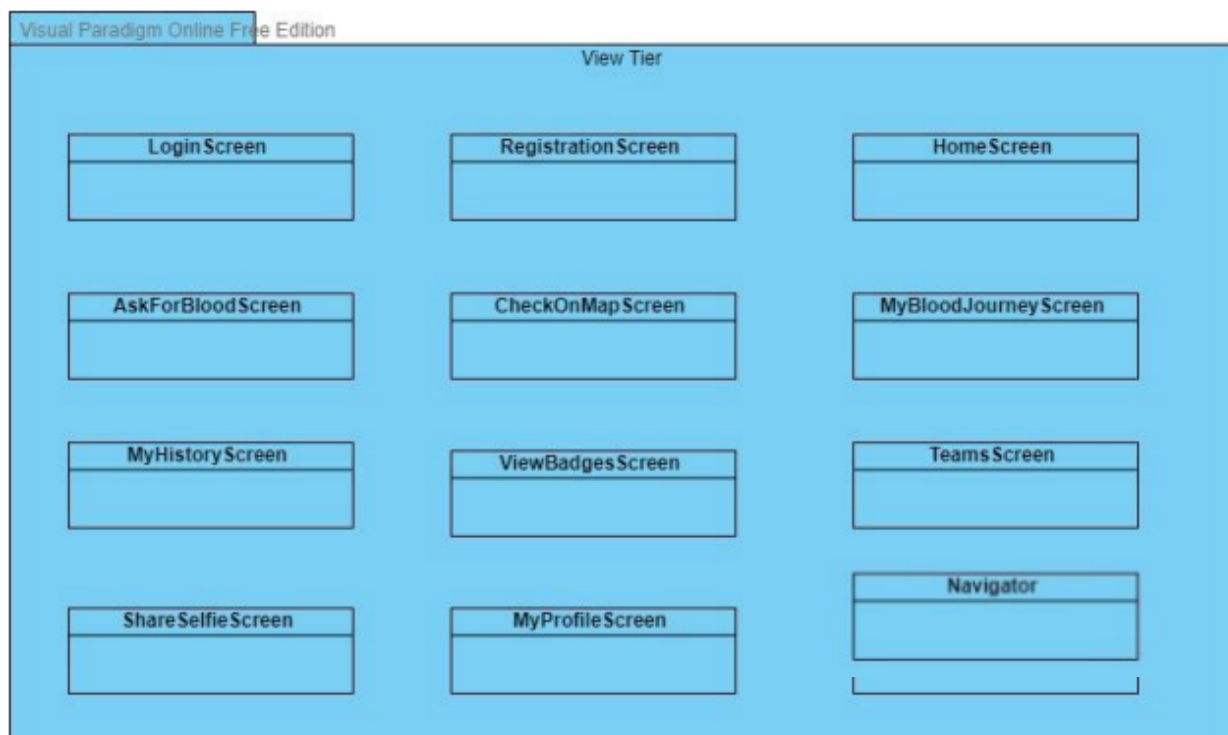 Visual Paradigm Online Free Edition
View Tier
LoginScreen
RegistrationScreen
HomeScreen
AskForBloodScreen
CheckOnMapScreen
MyBloodJourneyScreen
MyHistoryScreen
ViewBadgesScreen
TeamsScreen
ShareSelfieScreen
MyProfileScreen
Navigator